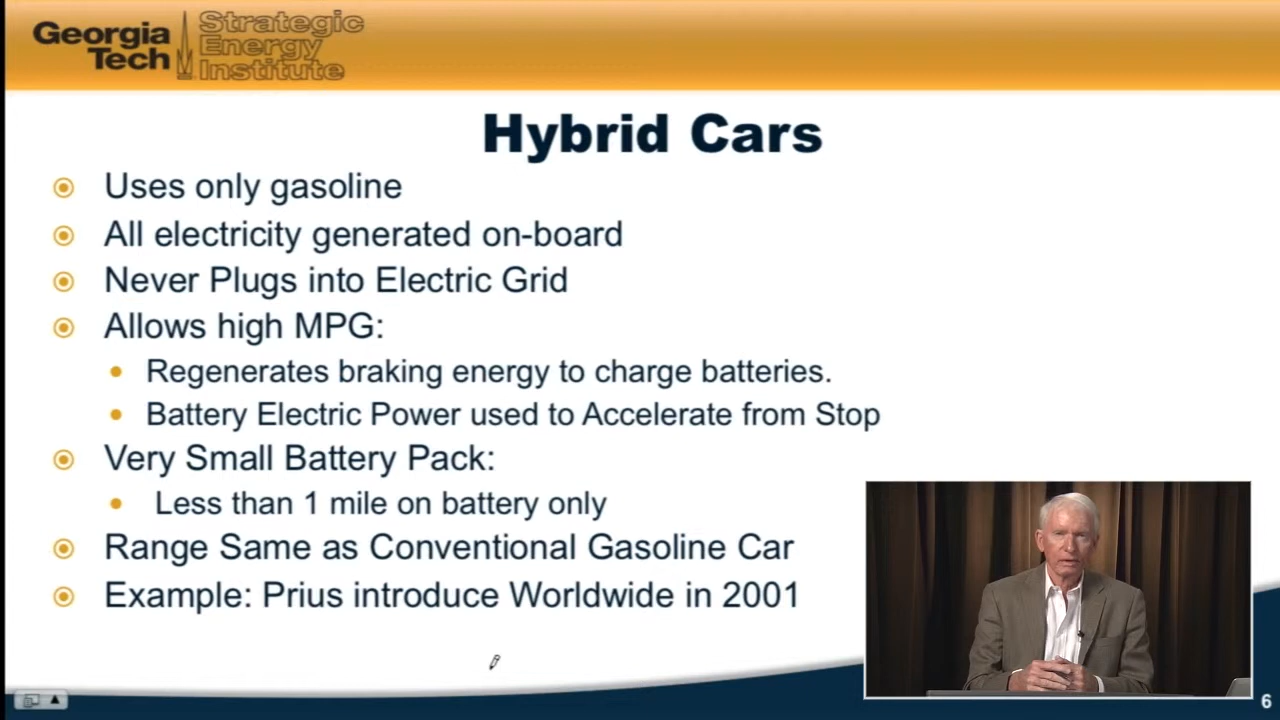 Georgia Tech
Strategic Energy Institute
Hybrid Cars
Uses only gasoline
All electricity generated on-board
Never Plugs into Electric Grid
Allows high MPG:
Regenerates braking energy to charge batteries.
Battery Electric Power used to Accelerate from Stop
Very Small Battery Pack:
Less than 1 mile on battery only
Range Same as Conventional Gasoline Car
Example: Prius introduce Worldwide in 2001
6